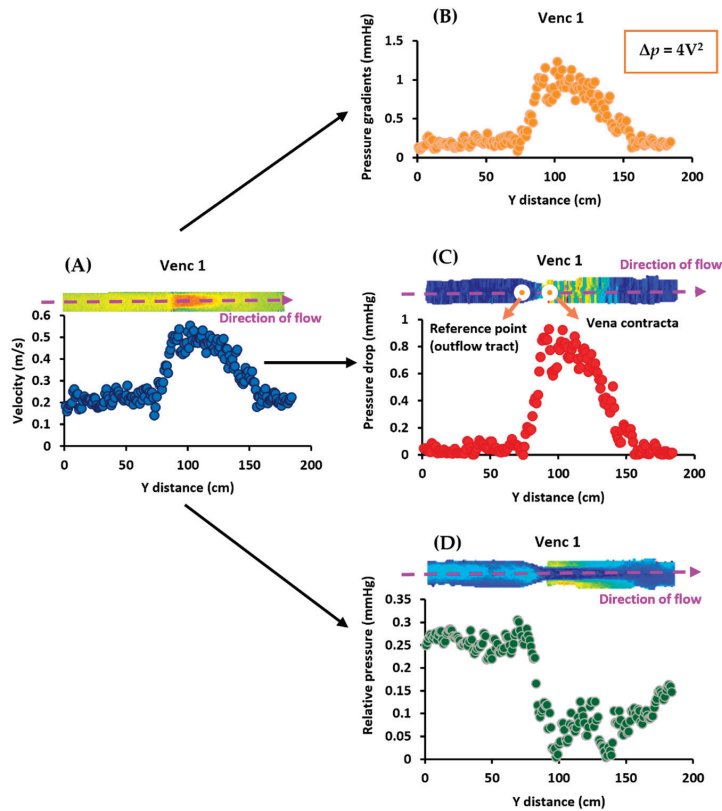 (B)
Venc 1
Δp = 4V²
Pressure gradients (mmHg)
1.5
1
0.5
0
0
50
100
150
200
Y distance (cm)
(A)
Venc 1
Direction of flow
Velocity (m/s)
0.6
0.5
0.4
0.3
0.2
0.1
0
0
50
100
150
200
Y distance (cm)
(C)
Venc 1
Direction of flow
Reference point
(outflow tract)
Vena contracta
Pressure drop (mmHg)
1
0.8
0.6
0.4
0.2
0
0
50
100
150
200
Y distance (cm)
(D)
Venc 1
Direction of flow
Relative pressure (mmHg)
0.35
0.3
0.25
0.2
0.15
0.1
0.05
0
0
50
100
150
200
Y distance (cm)